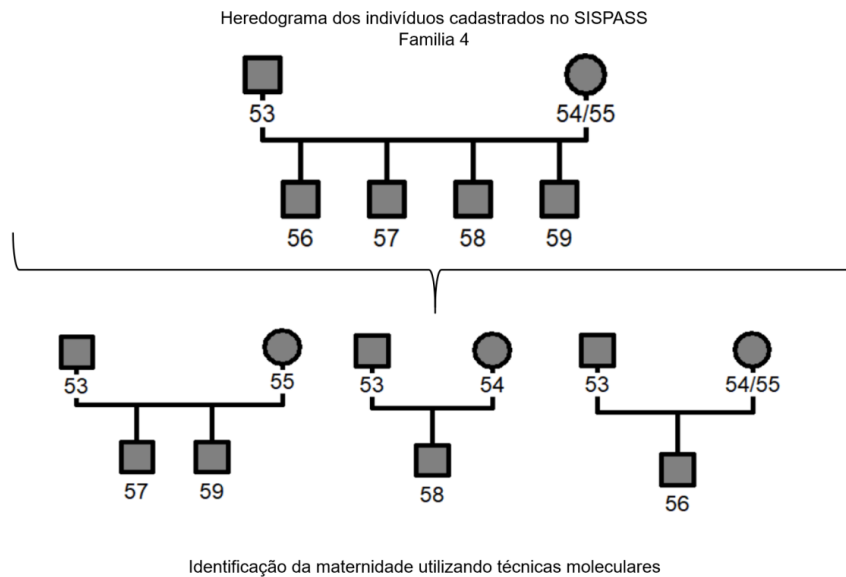 Heredograma dos indivíduos cadastrados no SISPASS
Familia 4
53 54/55
56 57 58 59
53 55 53 54 53 54/55
57 59 58 56
Identificação da maternidade utilizando técnicas moleculares